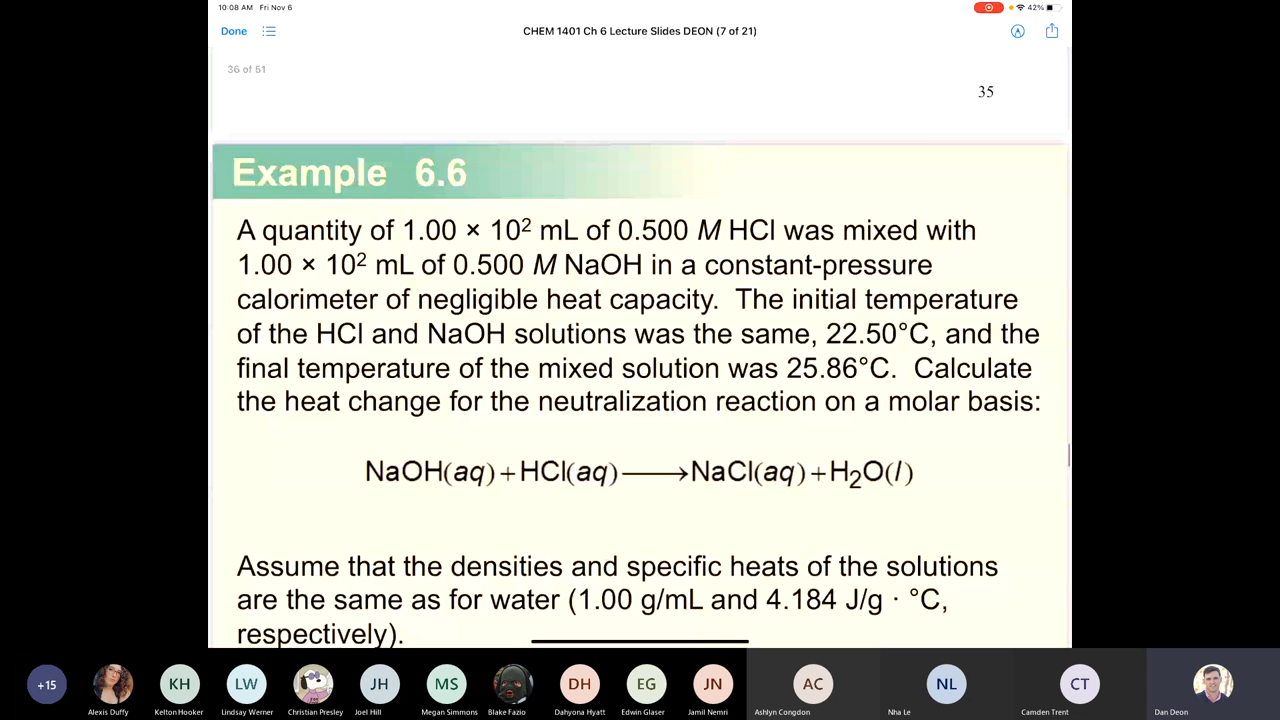 10:08 AM Fri Nov 6
42%
Done
CHEM 1401 Ch 6 Lecture Slides DEON (7 of 21)
36 of 51
35
Example 6.6
A quantity of 1.00 × 10² mL of 0.500 M HCl was mixed with
1.00 × 10² mL of 0.500 M NaOH in a constant-pressure
calorimeter of negligible heat capacity. The initial temperature
of the HCl and NaOH solutions was the same, 22.50°C, and the
final temperature of the mixed solution was 25.86°C. Calculate
the heat change for the neutralization reaction on a molar basis:
NaOH(aq)+HCl(aq)⟶NaCl(aq)+H₂O(l)
Assume that the densities and specific heats of the solutions
are the same as for water (1.00 g/mL and 4.184 J/g · °C,
respectively).
+15 KH LW JH MS DH EG JN AC NL CT
Alexis Duffy Kelton Hooker Lindsay Werner Christian Presley Joel Hill Megan Simmons Blake Fazio Dahyona Hyatt Edwin Glaser Jamil Nemri Ashlyn Congdon Nha Le Camden Trent Dan Deon